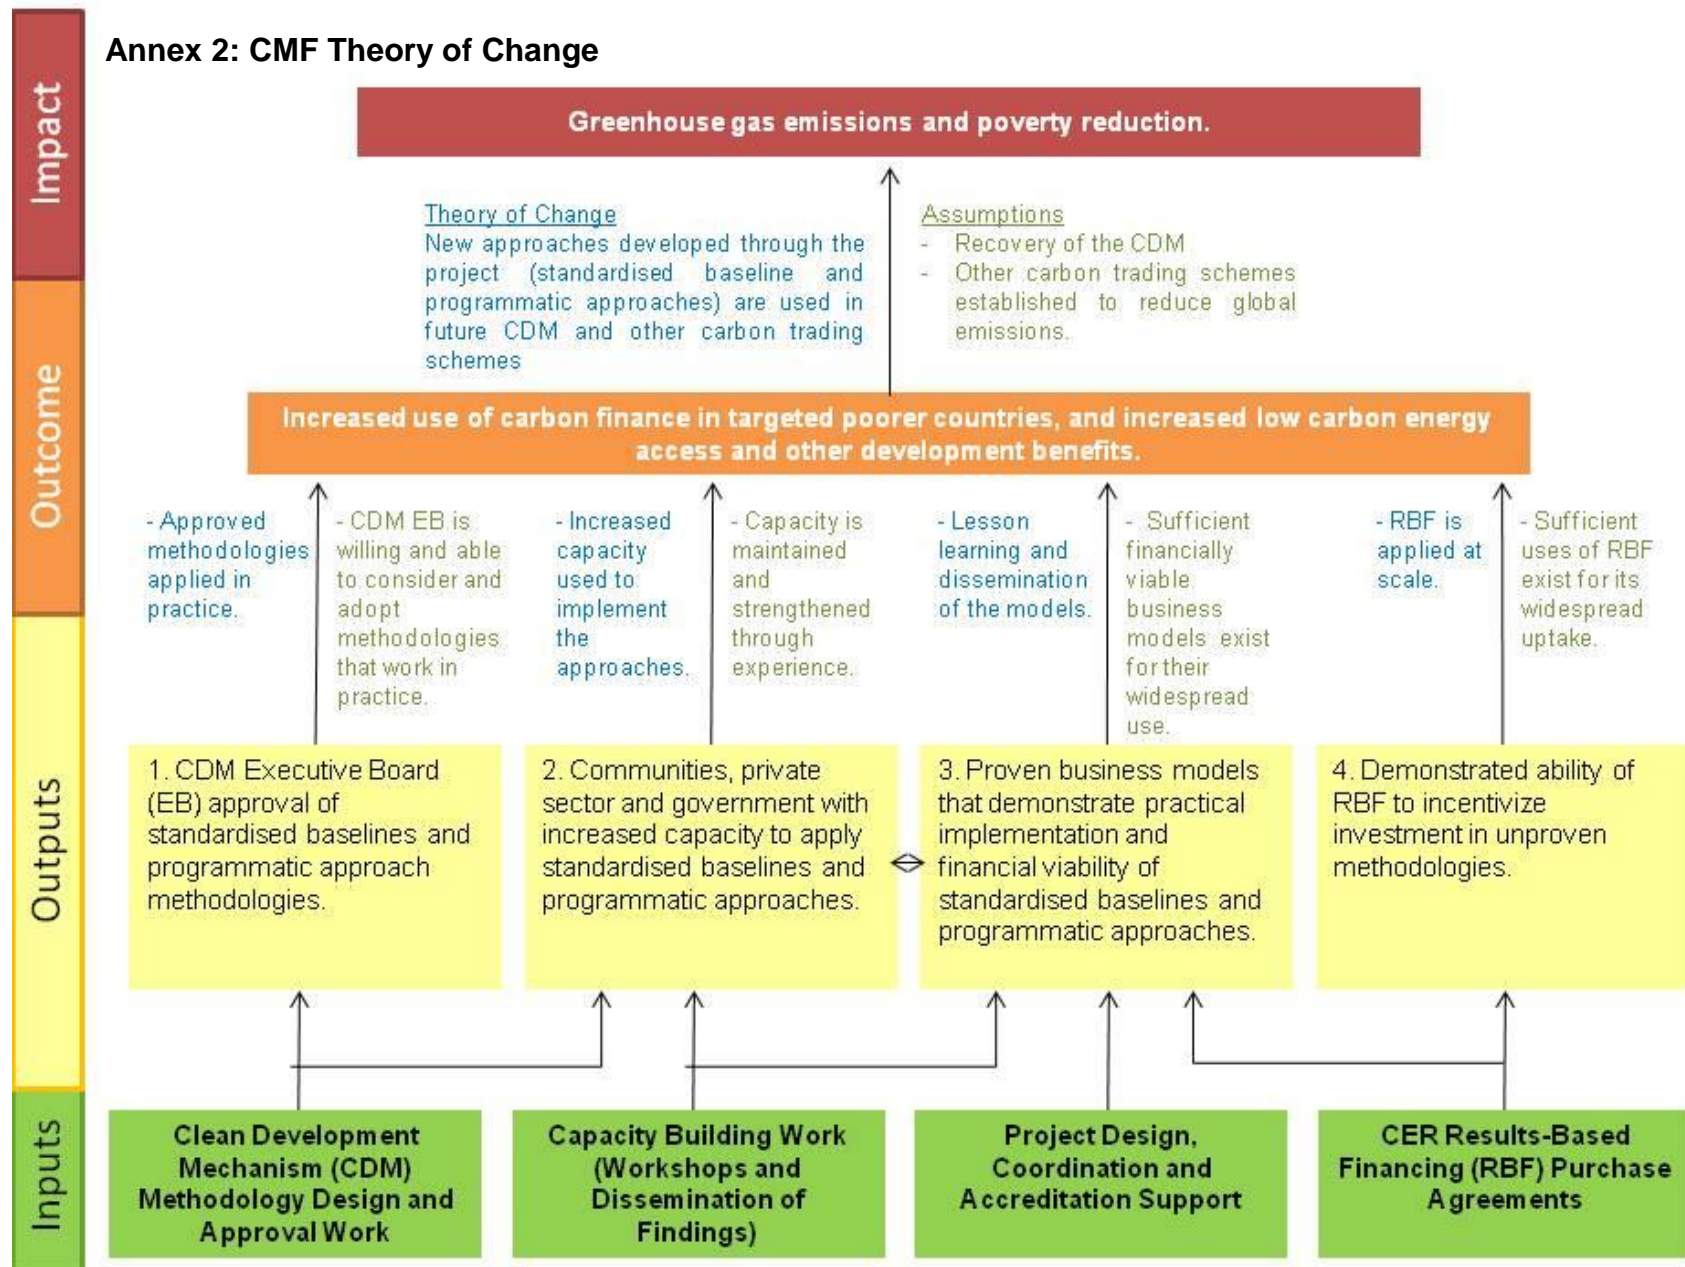 Annex 2: CMF Theory of Change
Impact
Greenhouse gas emissions and poverty reduction.
Theory of Change
New approaches developed through the
project (standardised baseline and
programmatic approaches) are used in
future CDM and other carbon trading
schemes
Assumptions
- Recovery of the CDM
- Other carbon trading schemes
established to reduce global
emissions.
Outcome
Increased use of carbon finance in targeted poorer countries, and increased low carbon energy
access and other development benefits.
- Approved
methodologies
applied in
practice.
- CDM EB is
willing and able
to consider and
adopt
methodologies
that work in
practice.
- Increased
capacity
used to
implement
the
approaches.
- Capacity is
maintained
and
strengthened
through
experience.
- Lesson
learning and
dissemination
of the models.
- Sufficient
financially
viable
business
models exist
for their
widespread
use.
- RBF is
applied at
scale.
- Sufficient
uses of RBF
exist for its
widespread
uptake.
Outputs
1. CDM Executive Board
(EB) approval of
standardised baselines and
programmatic approach
methodologies.
2. Communities, private
sector and government with
increased capacity to apply
standardised baselines and
programmatic approaches.
3. Proven business models
that demonstrate practical
implementation and
financial viability of
standardised baselines and
programmatic approaches.
4. Demonstrated ability of
RBF to incentivize
investment in unproven
methodologies.
Inputs
Clean Development
Mechanism (CDM)
Methodology Design and
Approval Work
Capacity Building Work
(Workshops and
Dissemination of
Findings)
Project Design,
Coordination and
Accreditation Support
CER Results-Based
Financing (RBF) Purchase
Agreements